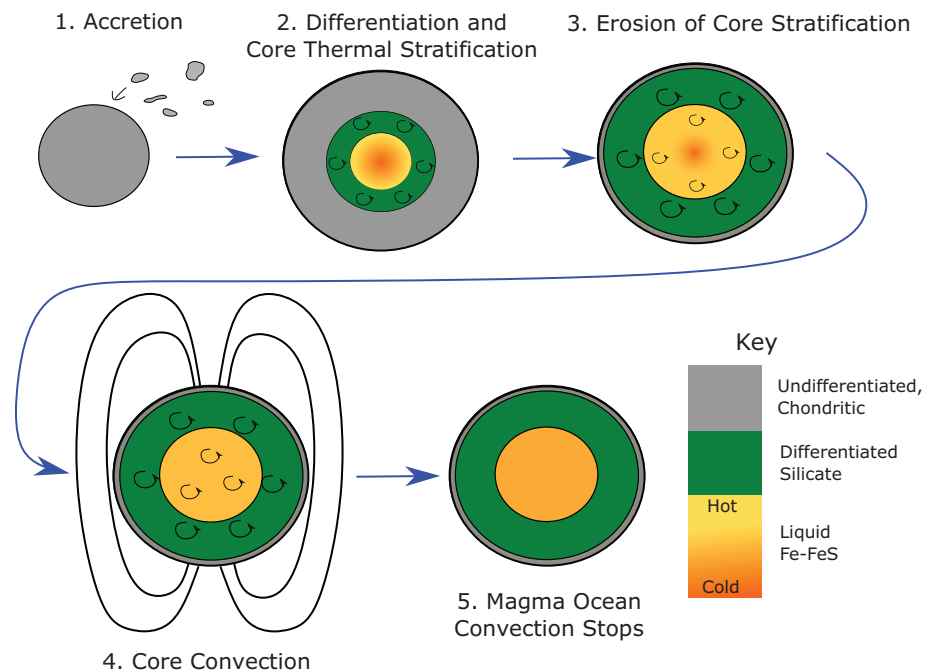 1. Accretion
2. Differentiation and
Core Thermal Stratification
3. Erosion of Core Stratification
4. Core Convection
5. Magma Ocean
Convection Stops
Key
Undifferentiated,
Chondritic
Differentiated
Silicate
Hot
Liquid
Fe-FeS
Cold